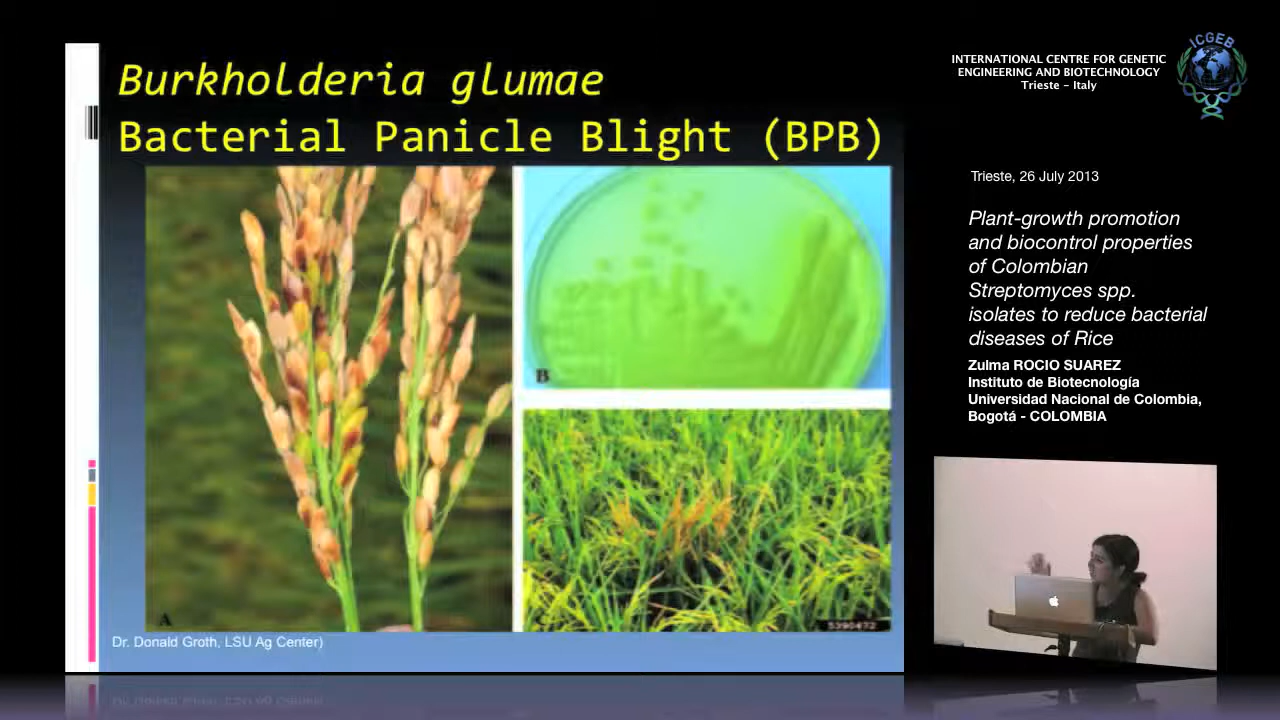 Burkholderia glumae
Bacterial Panicle Blight (BPB)
B
A
5390472
Dr. Donald Groth, LSU Ag Center)
INTERNATIONAL CENTRE FOR GENETIC
ENGINEERING AND BIOTECHNOLOGY
Trieste - Italy
ICGEB
Trieste, 26 July 2013
Plant-growth promotion
and biocontrol properties
of Colombian
Streptomyces spp.
isolates to reduce bacterial
diseases of Rice
Zulma ROCIO SUAREZ
Instituto de Biotecnología
Universidad Nacional de Colombia,
Bogotá - COLOMBIA